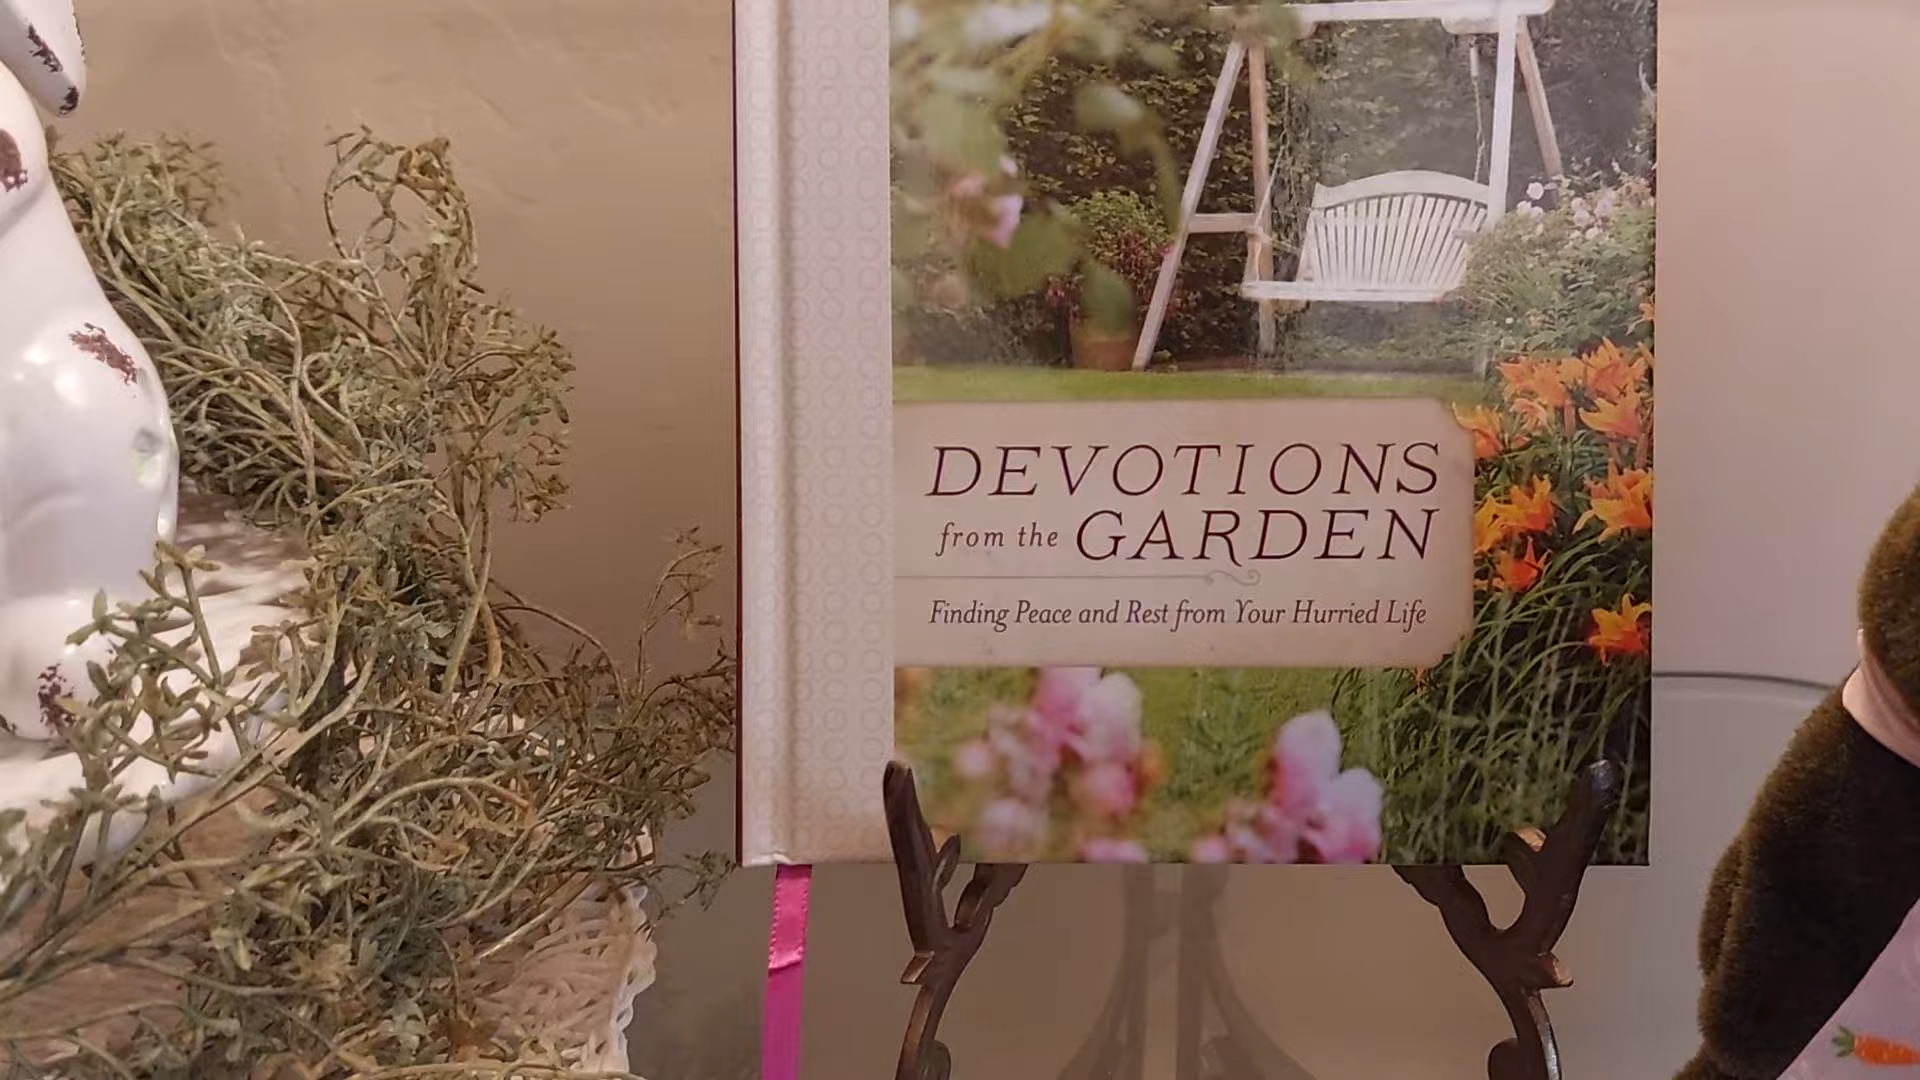 DEVOTIONS
from the GARDEN
Finding Peace and Rest from Your Hurried Life